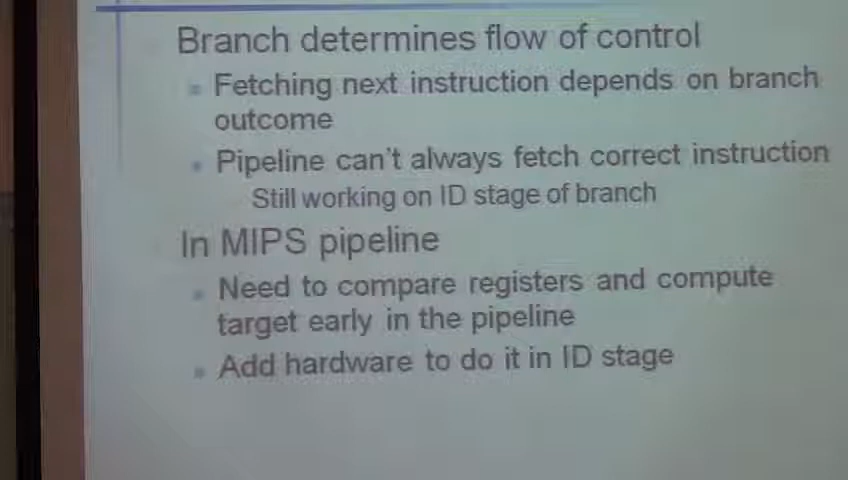 Branch determines flow of control
Fetching next instruction depends on branch
outcome
Pipeline can't always fetch correct instruction
Still working on ID stage of branch
In MIPS pipeline
Need to compare registers and compute
target early in the pipeline
Add hardware to do it in ID stage